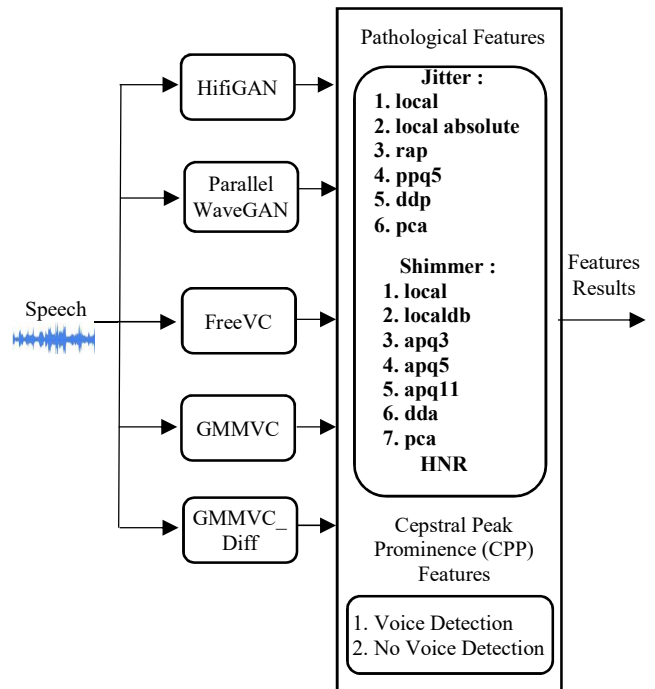 Speech
HifiGAN
Parallel
WaveGAN
FreeVC
GMMVC
GMMVC_
Diff
Pathological Features
Jitter :
1. local
2. local absolute
3. rap
4. ppq5
5. ddp
6. pca
Shimmer :
1. local
2. localdb
3. apq3
4. apq5
5. apq11
6. dda
7. pca
HNR
Cepstral Peak
Prominence (CPP)
Features
1. Voice Detection
2. No Voice Detection
Features
Results